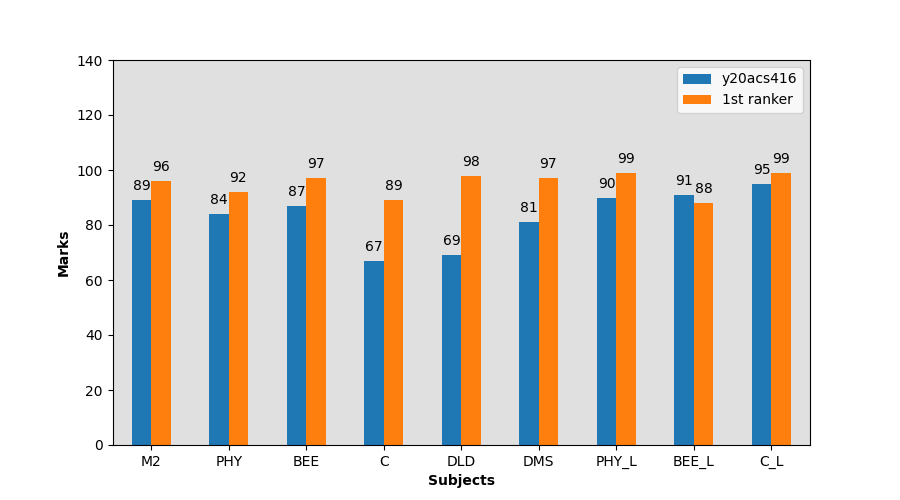 140
120
100
80
60
40
20
0
Marks
y20acs416
1st ranker
89 96 84 92 87 97 67 89 69 98 81 97 90 99 91 88 95 99
M2 PHY BEE C DLD DMS PHY_L BEE_L C_L
Subjects